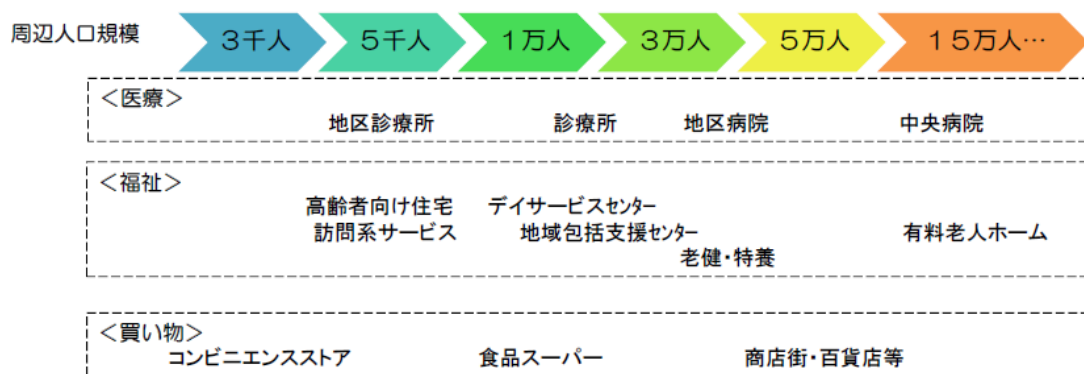 周辺人口規模 3千人 5千人 1万人 3万人 5万人 15万人…
<医療>
地区診療所 診療所 地区病院 中央病院
<福祉>
高齢者向け住宅 デイサービスセンター
訪問系サービス 地域包括支援センター 有料老人ホーム
老健・特養
<買い物>
コンビニエンスストア 食品スーパー 商店街・百貨店等